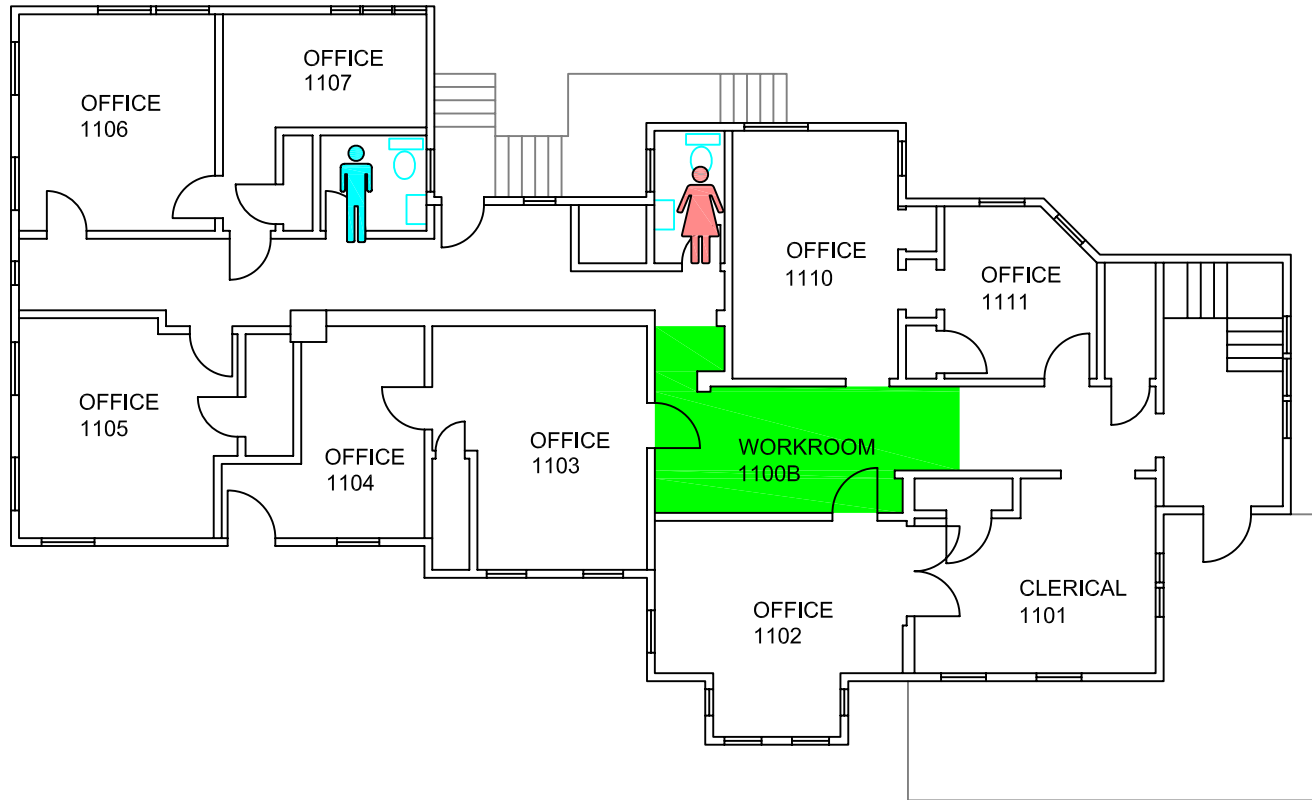 OFFICE
1107
OFFICE
1106
OFFICE
1110
OFFICE
1111
OFFICE
1105
OFFICE
1104
OFFICE
1103
WORKROOM
1100B
OFFICE
1102
CLERICAL
1101